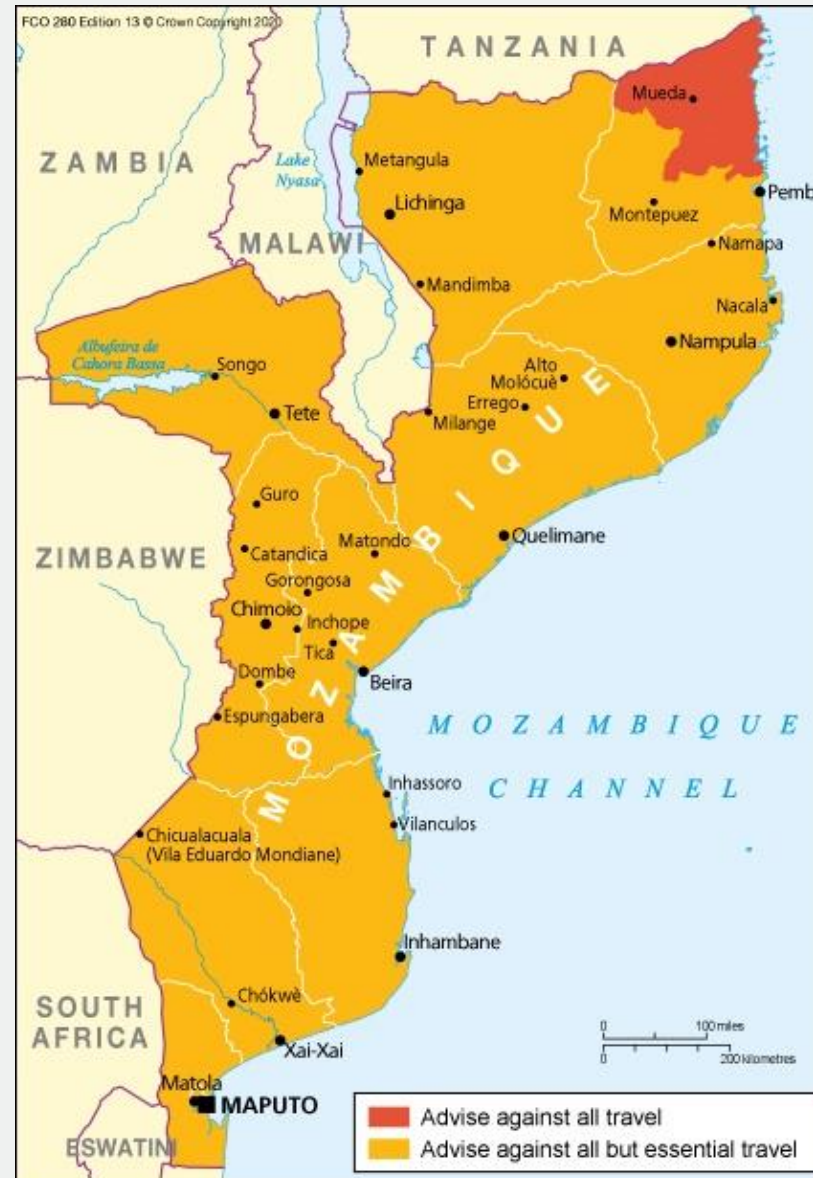 FCO 280 Edition 13 © Crown Copyright 2020
TANZANIA
Mueda
ZAMBIA
Lake
Nyasa
Metangula
Lichinga
Pemb
Montepuez
MALAWI
Namapa
Mandimba
Nacala
Nampula
Albufeira de
Cahora Bassa
Songo
Alto
Molócuè
Errego
Tete
Milange
MOZAMBIQUE
Guro
Quelimane
ZIMBABWE
Catandica
Matondo
Gorongosa
Chimoio
Inchope
Tica
Dombe
Beira
Espungabera
MOZAMBIQUE
CHANNEL
Inhassoro
Vilanculos
Chicualacuala
(Vila Eduardo Mondiane)
Inhambane
Chókwè
SOUTH
AFRICA
Xai-Xai
0 100 miles
0 200 kilometres
Matola
MAPUTO
ESWATINI
Advise against all travel
Advise against all but essential travel